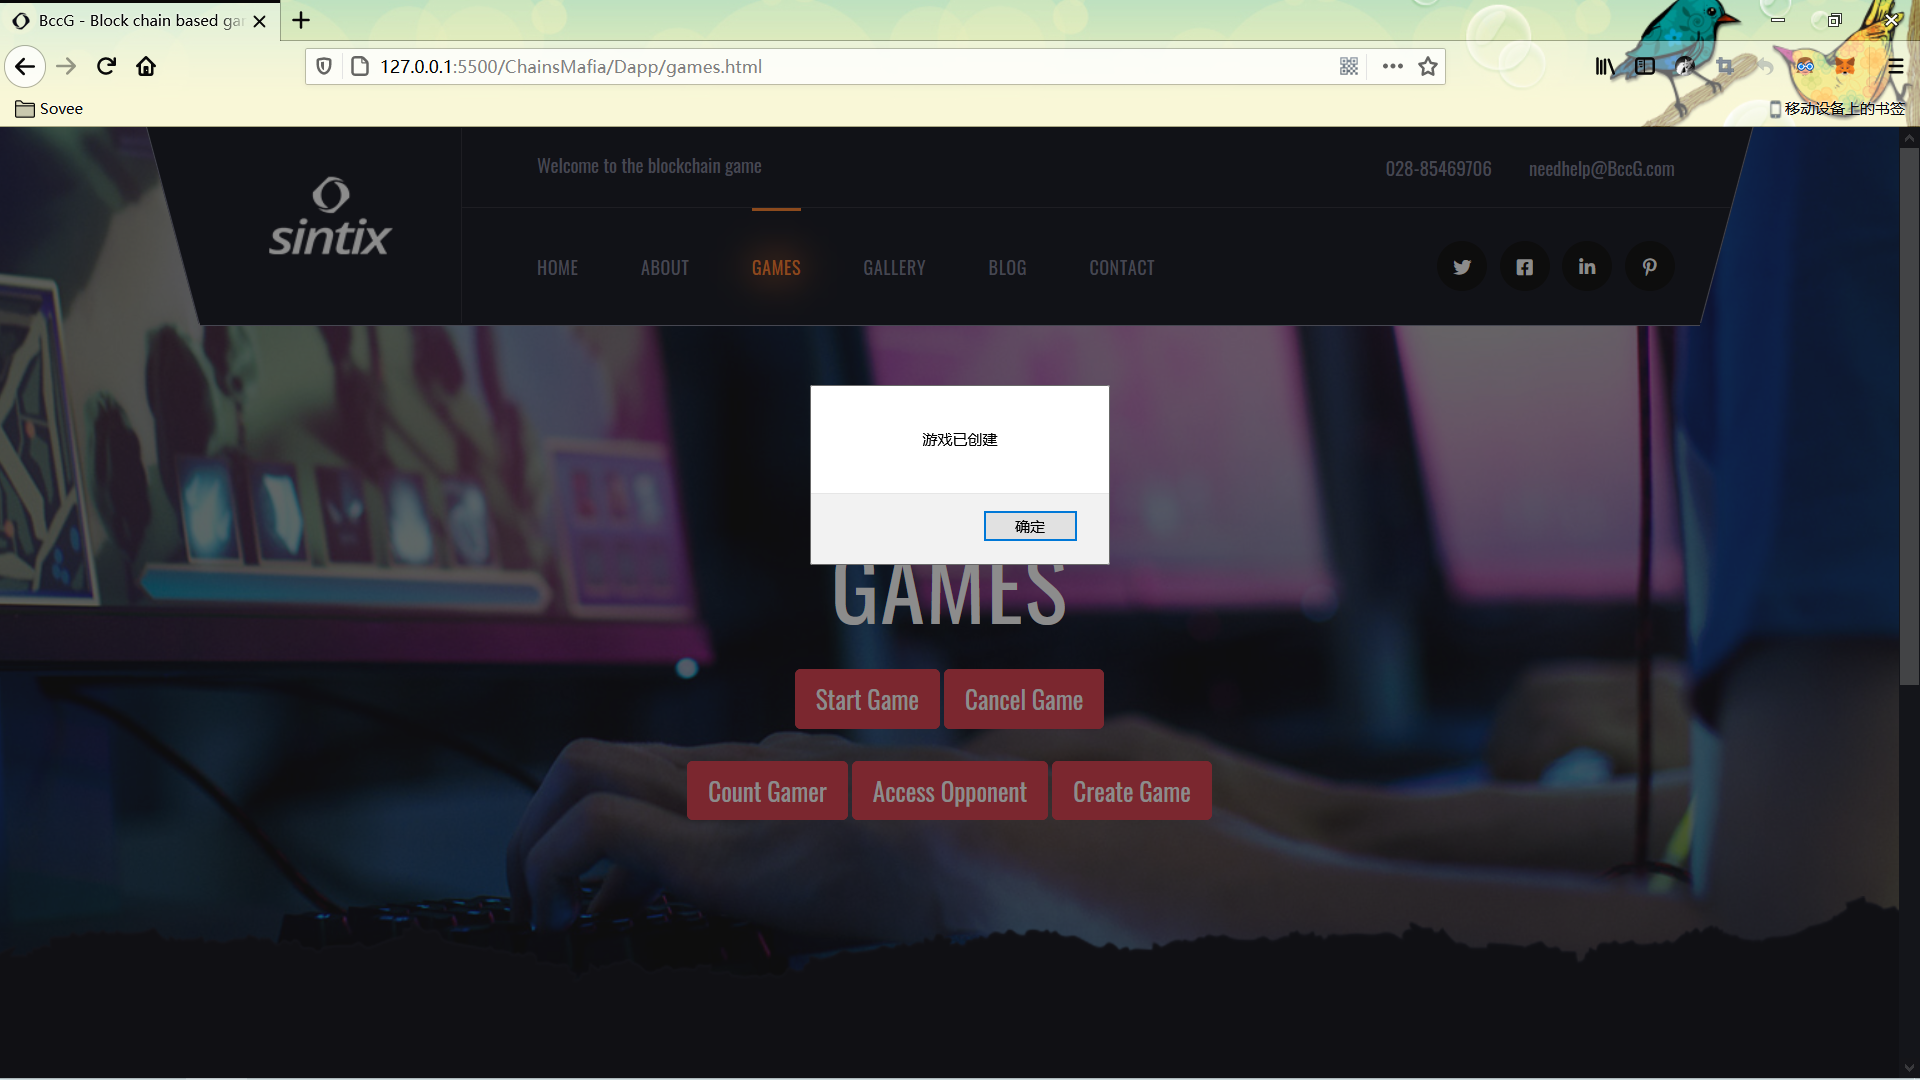 BccG - Block chain based gar
127.0.0.1:5500/ChainsMafia/Dapp/games.html
Sovee
移动设备上的书签
sintix
Welcome to the blockchain game
028-85469706
needhelp@BccG.com
HOME
ABOUT
GAMES
GALLERY
BLOG
CONTACT
游戏已创建
确定
GAMES
Start Game
Cancel Game
Count Gamer
Access Opponent
Create Game